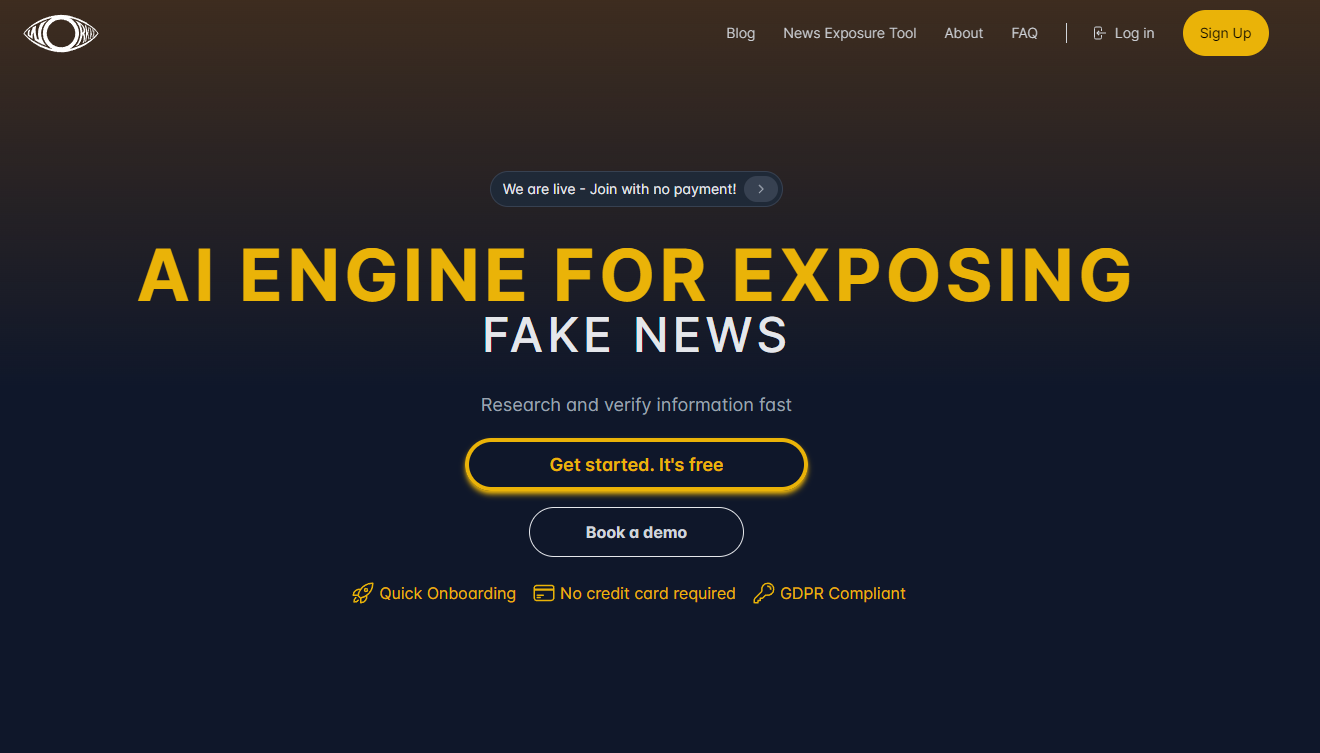 Blog
News Exposure Tool
About
FAQ
Log in
Sign Up
We are live - Join with no payment!
AI ENGINE FOR EXPOSING
FAKE NEWS
Research and verify information fast
Get started. It's free
Book a demo
Quick Onboarding
No credit card required
GDPR Compliant